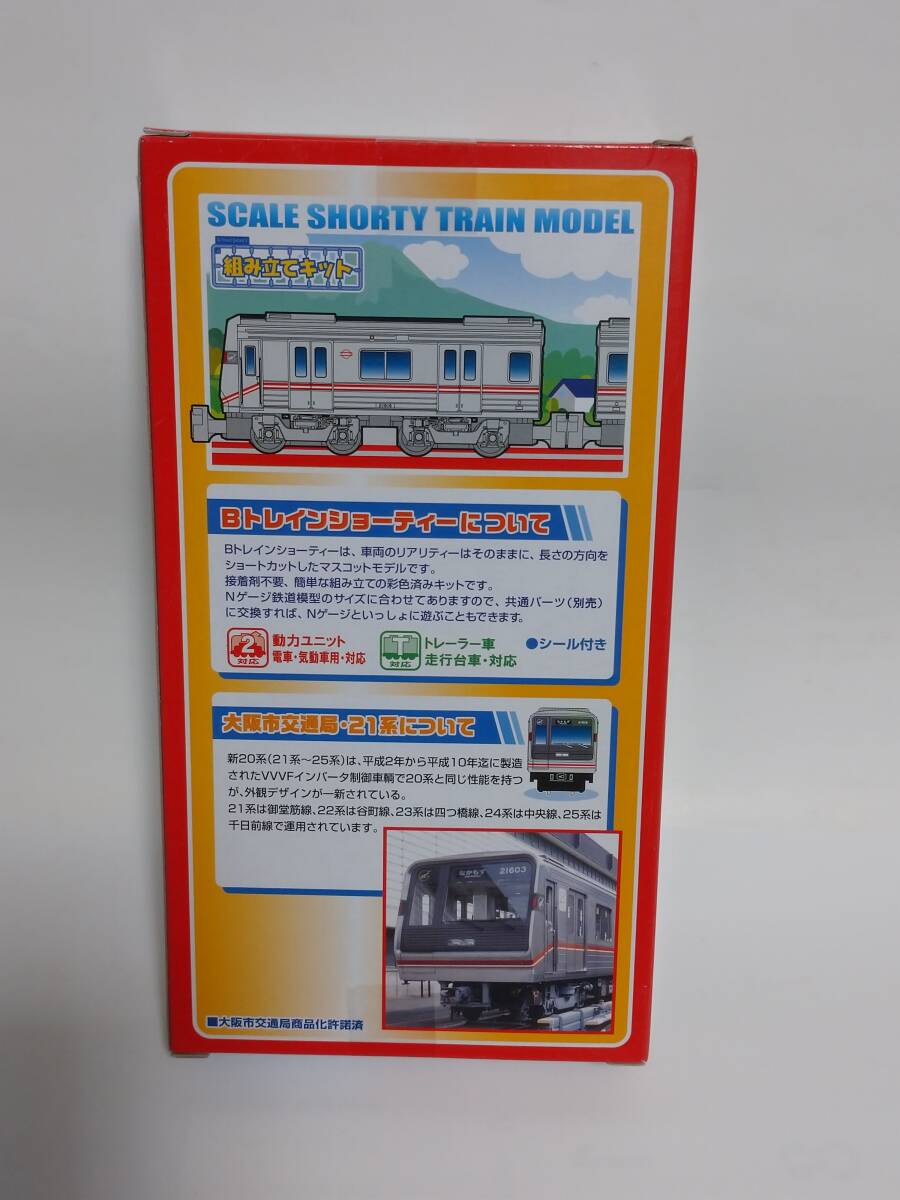 SCALE SHORTY TRAIN MODEL
組み立てキット
Bトレインショーティーについて
Bトレインショーティーは、車両のリアリティーはそのままに、長さの方向を
ショートカットしたマスコットモデルです。
接着剤不要、簡単な組み立ての彩色済みキットです。
Nゲージ鉄道模型のサイズに合わせてありますので、共通パーツ(別売)
に交換すれば、Nゲージといっしょに遊ぶこともできます。
2
対応
動力ユニット
電車・気動車用・対応
T
対応
トレーラー車
走行台車・対応
●シール付き
大阪市交通局・21系について
新20系(21系〜25系)は、平成2年から平成10年迄に製造
されたVVVFインバータ制御車輌で20系と同じ性能を持つ
が、外観デザインが一新されている。
21系は御堂筋線、22系は谷町線、23系は四つ橋線、24系は中央線、25系は
千日前線で運用されています。
なかもず
21603
■大阪市交通局商品化許諾済